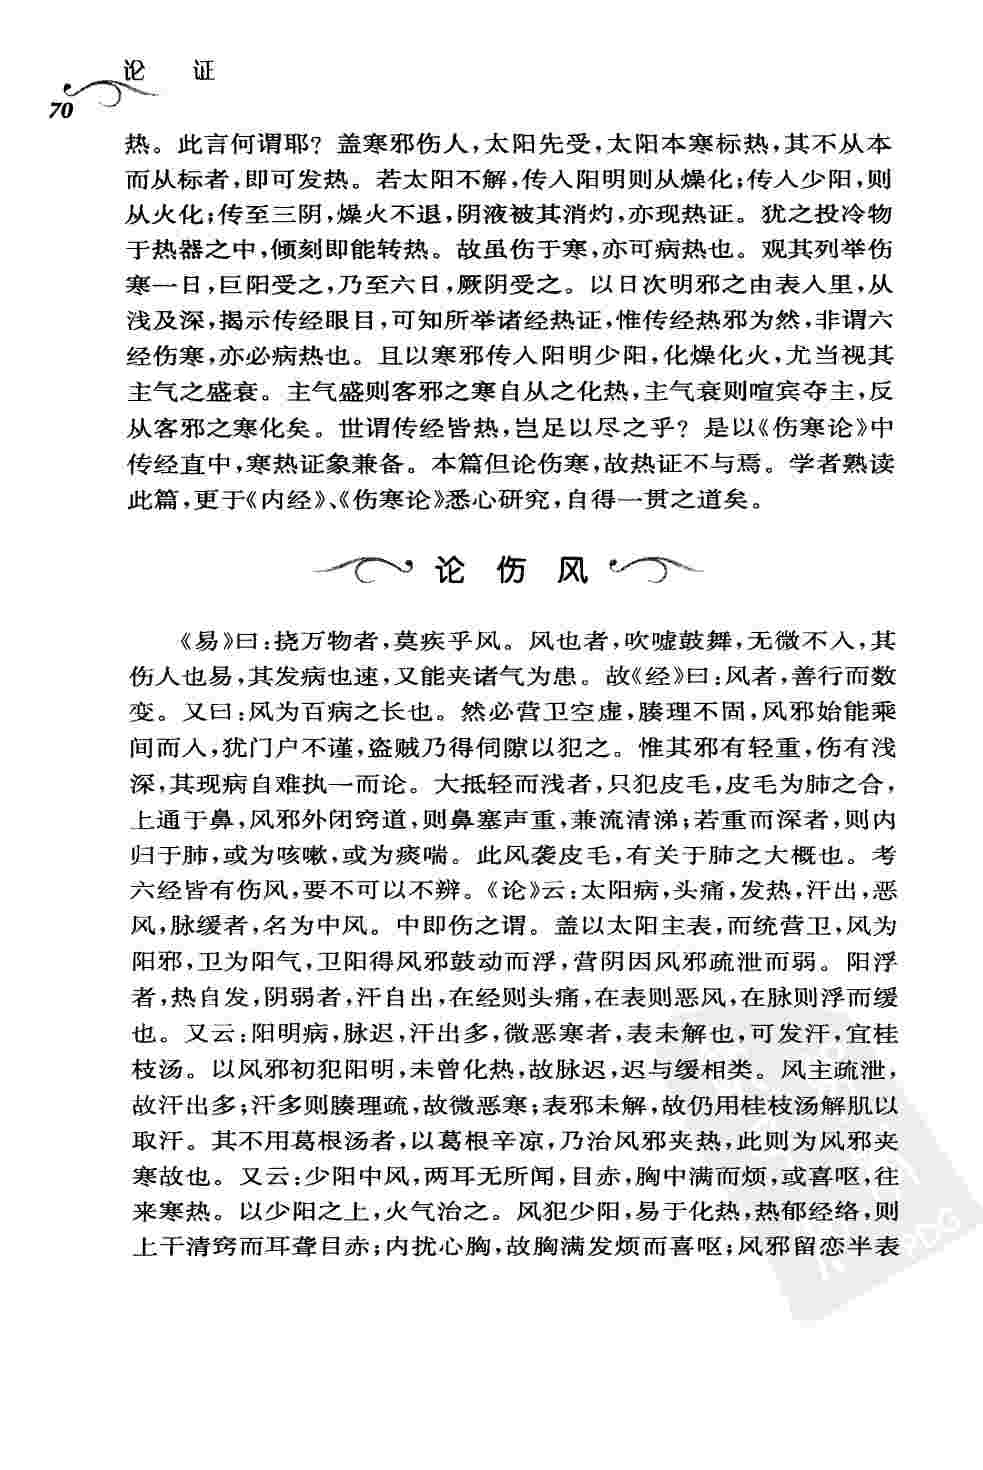 论 证
70
热。此言何谓耶？盖寒邪伤人，太阳先受，太阳本寒标热，其不从本
而从标者，即可发热。若太阳不解，传入阳明则从燥化；传入少阳，则
从火化；传至三阴，燥火不退，阴液被其消灼，亦现热证。犹之投冷物
于热器之中，倾刻即能转热。故虽伤于寒，亦可病热也。观其列举伤
寒一日，巨阳受之，乃至六日，厥阴受之。以日次明邪之由表入里，从
浅及深，揭示传经眼目，可知所举诸经热证，惟传经热邪为然，非谓六
经伤寒，亦必病热也。且以寒邪传入阳明少阳，化燥化火，尤当视其
主气之盛衰。主气盛则客邪之寒自从之化热，主气衰则喧宾夺主，反
从客邪之寒化矣。世谓传经皆热，岂足以尽之乎？是以《伤寒论》中
传经直中，寒热证象兼备。本篇但论伤寒，故热证不与焉。学者熟读
此篇，更于《内经》、《伤寒论》悉心研究，自得一贯之道矣。
论伤风
《易》曰：挠万物者，莫疾乎风。风也者，吹嘘鼓舞，无微不入，其
伤人也易，其发病也速，又能夹诸气为患。故《经》曰：风者，善行而数
变。又曰：风为百病之长也。然必营卫空虚，腠理不固，风邪始能乘
间而入，犹门户不谨，盗贼乃得伺隙以犯之。惟其邪有轻重，伤有浅
深，其现病自难执一而论。大抵轻而浅者，只犯皮毛，皮毛为肺之合，
上通于鼻，风邪外闭窍道，则鼻塞声重，兼流清涕；若重而深者，则内
归于肺，或为咳嗽，或为痰喘。此风袭皮毛，有关于肺之大概也。考
六经皆有伤风，要不可以不辨。《论》云：太阳病，头痛，发热，汗出，恶
风，脉缓者，名为中风。中即伤之谓。盖以太阳主表，而统营卫，风为
阳邪，卫为阳气，卫阳得风邪鼓动而浮，营阴因风邪疏泄而弱。阳浮
者，热自发，阴弱者，汗自出，在经则头痛，在表则恶风，在脉则浮而缓
也。又云：阳明病，脉迟，汗出多，微恶寒者，表未解也，可发汗，宜桂
枝汤。以风邪初犯阳明，未曾化热，故脉迟，迟与缓相类。风主疏泄，
故汗出多；汗多则腠理疏，故微恶寒；表邪未解，故仍用桂枝汤解肌以
取汗。其不用葛根汤者，以葛根辛凉，乃治风邪夹热，此则为风邪夹
寒故也。又云：少阳中风，两耳无所闻，目赤，胸中满而烦，或喜呕，往
来寒热。以少阳之上，火气治之。风犯少阳，易于化热，热郁经络，则
上干清窍而耳聋目赤；内扰心胸，故胸满发烦而喜呕；风邪留恋半表
PDG